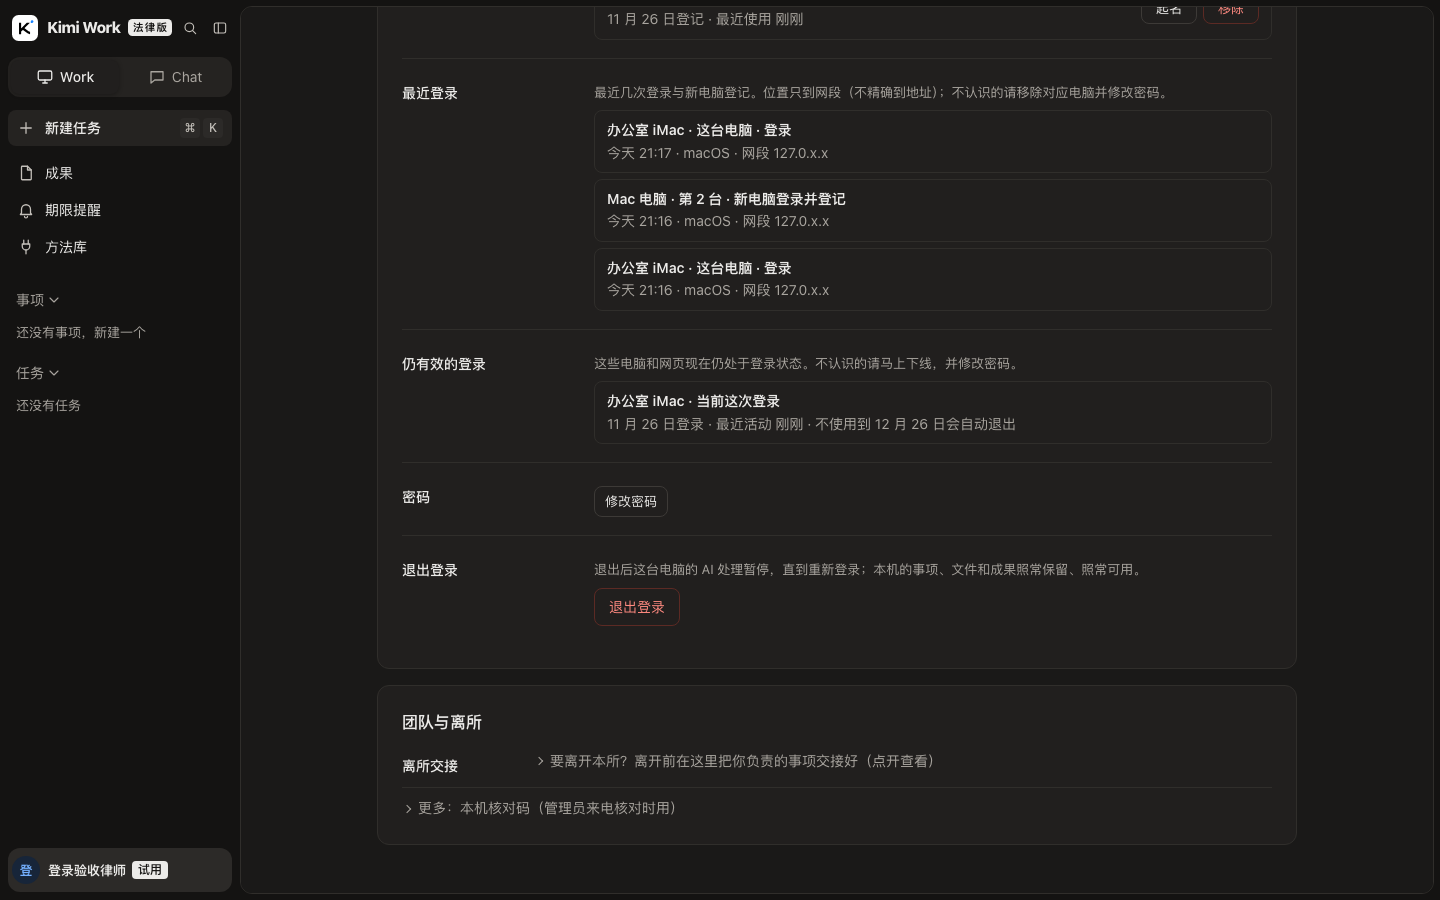 Kimi Work 法律版
Work
Chat
新建任务 ⌘ K
成果
期限提醒
方法库
事项
还没有事项，新建一个
任务
还没有任务
登 登录验收律师 试用
11 月 26 日登记 · 最近使用 刚刚
起名
移除
最近登录
最近几次登录与新电脑登记。位置只到网段（不精确到地址）；不认识的请移除对应电脑并修改密码。
办公室 iMac · 这台电脑 · 登录
今天 21:17 · macOS · 网段 127.0.x.x
Mac 电脑 · 第 2 台 · 新电脑登录并登记
今天 21:16 · macOS · 网段 127.0.x.x
办公室 iMac · 这台电脑 · 登录
今天 21:16 · macOS · 网段 127.0.x.x
仍有效的登录
这些电脑和网页现在仍处于登录状态。不认识的请马上下线，并修改密码。
办公室 iMac · 当前这次登录
11 月 26 日登录 · 最近活动 刚刚 · 不使用到 12 月 26 日会自动退出
密码
修改密码
退出登录
退出后这台电脑的 AI 处理暂停，直到重新登录；本机的事项、文件和成果照常保留、照常可用。
退出登录
团队与离所
离所交接
要离开本所？离开前在这里把你负责的事项交接好（点开查看）
更多：本机核对码（管理员来电核对时用）